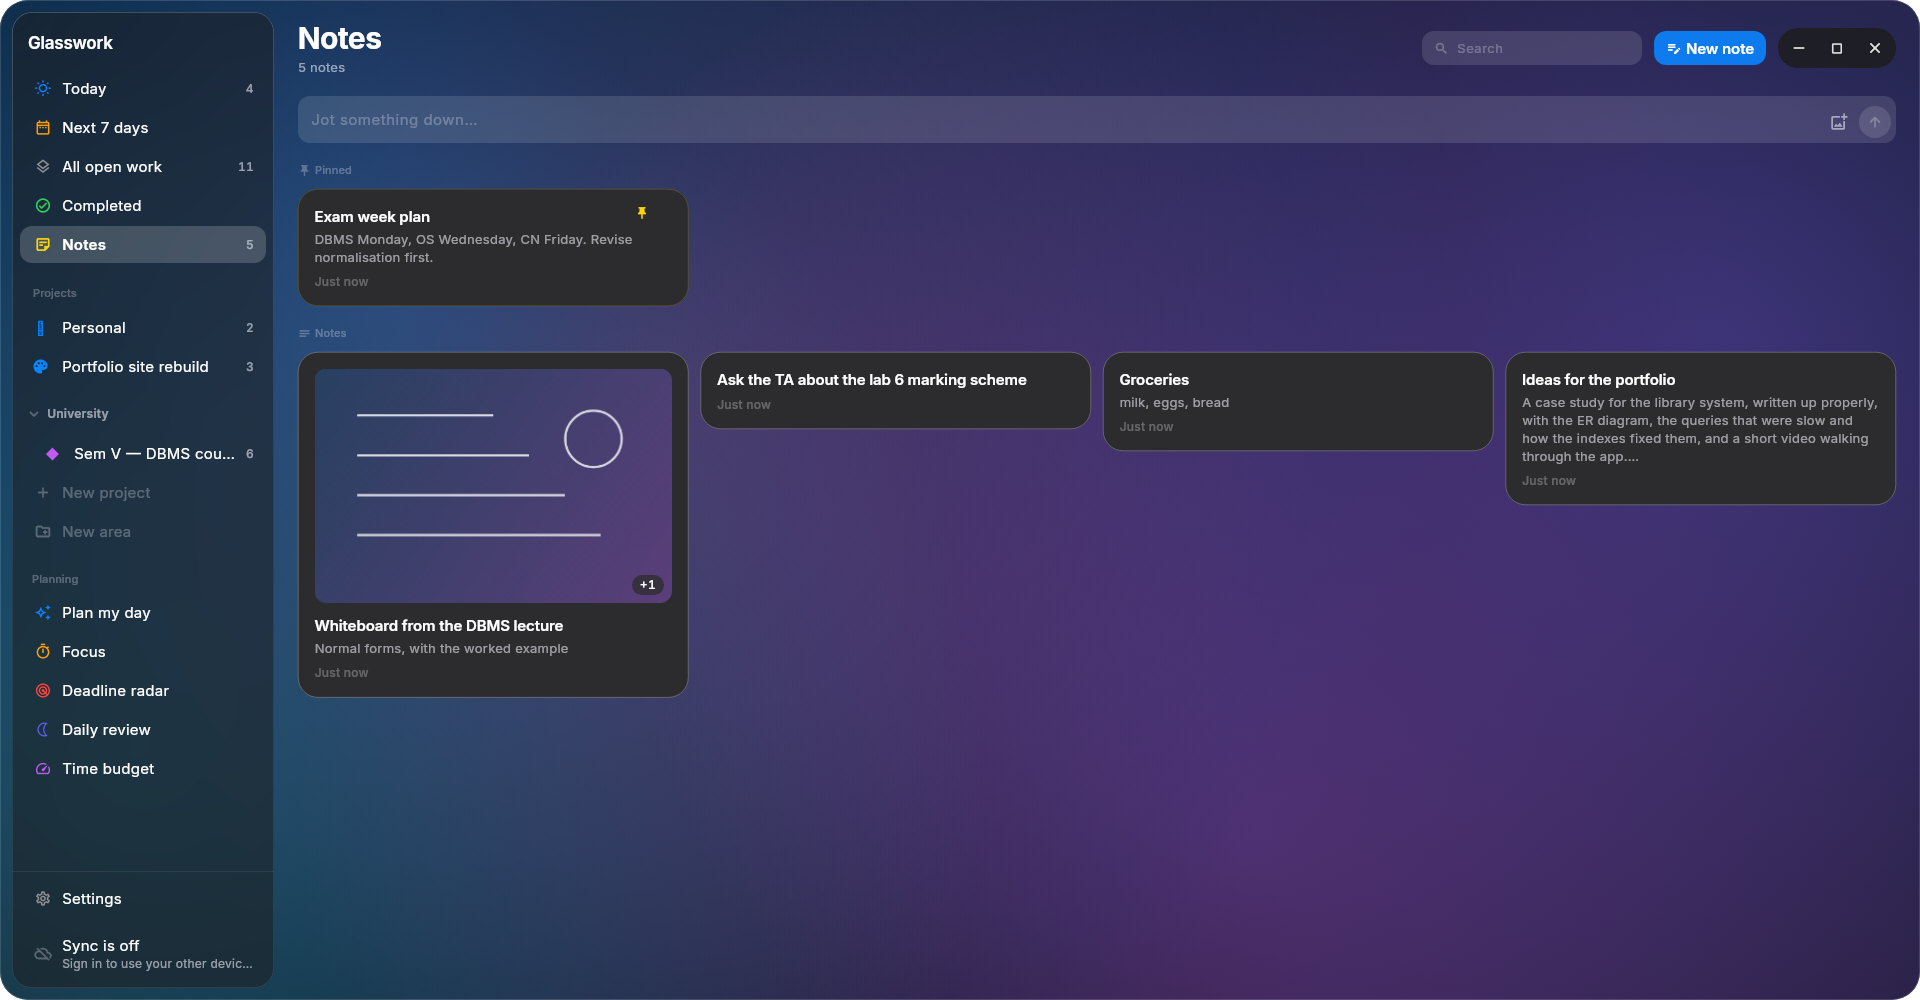 Glasswork
Today 4
Next 7 days
All open work 11
Completed
Notes 5
Projects
Personal 2
Portfolio site rebuild 3
University
Sem V — DBMS cou... 6
New project
New area
Planning
Plan my day
Focus
Deadline radar
Daily review
Time budget
Settings
Sync is off
Sign in to use your other devic...
Notes
5 notes
Search
New note
Jot something down...
Pinned
Exam week plan
DBMS Monday, OS Wednesday, CN Friday. Revise
normalisation first.
Just now
Notes
+1
Whiteboard from the DBMS lecture
Normal forms, with the worked example
Just now
Ask the TA about the lab 6 marking scheme
Just now
Groceries
milk, eggs, bread
Just now
Ideas for the portfolio
A case study for the library system, written up properly,
with the ER diagram, the queries that were slow and
how the indexes fixed them, and a short video walking
through the app....
Just now